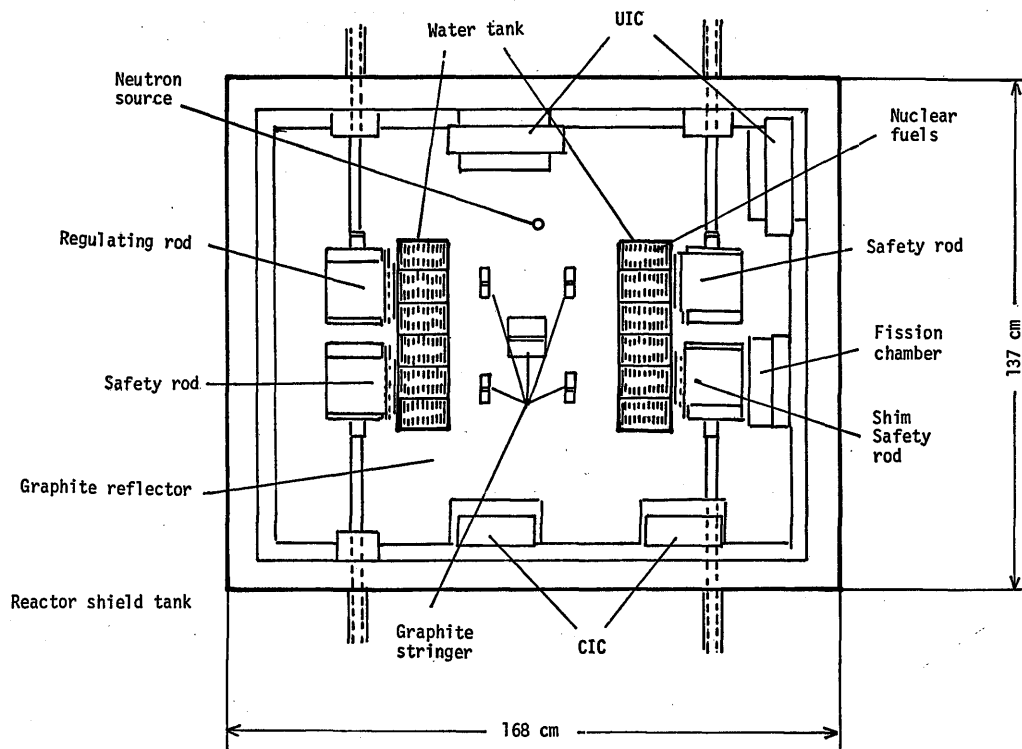 UIC
Water tank
Neutron
source
Nuclear
fuels
Regulating rod
Safety rod
Fission
chamber
137 cm
Safety rod
Shim
Safety
rod
Graphite reflector
Reactor shield tank
Graphite
stringer
CIC
168 cm